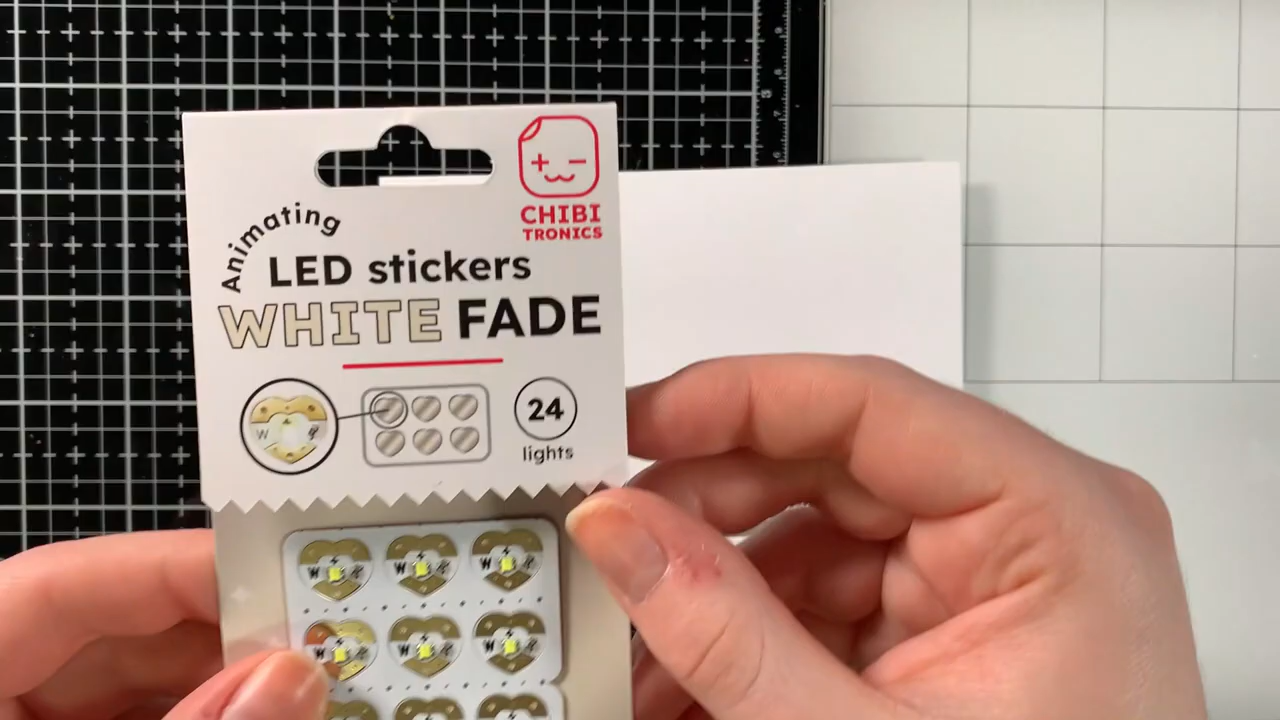 CHIBI
TRONICS
Animating
LED stickers
WHITE FADE
W
24
lights
W W W
W W W